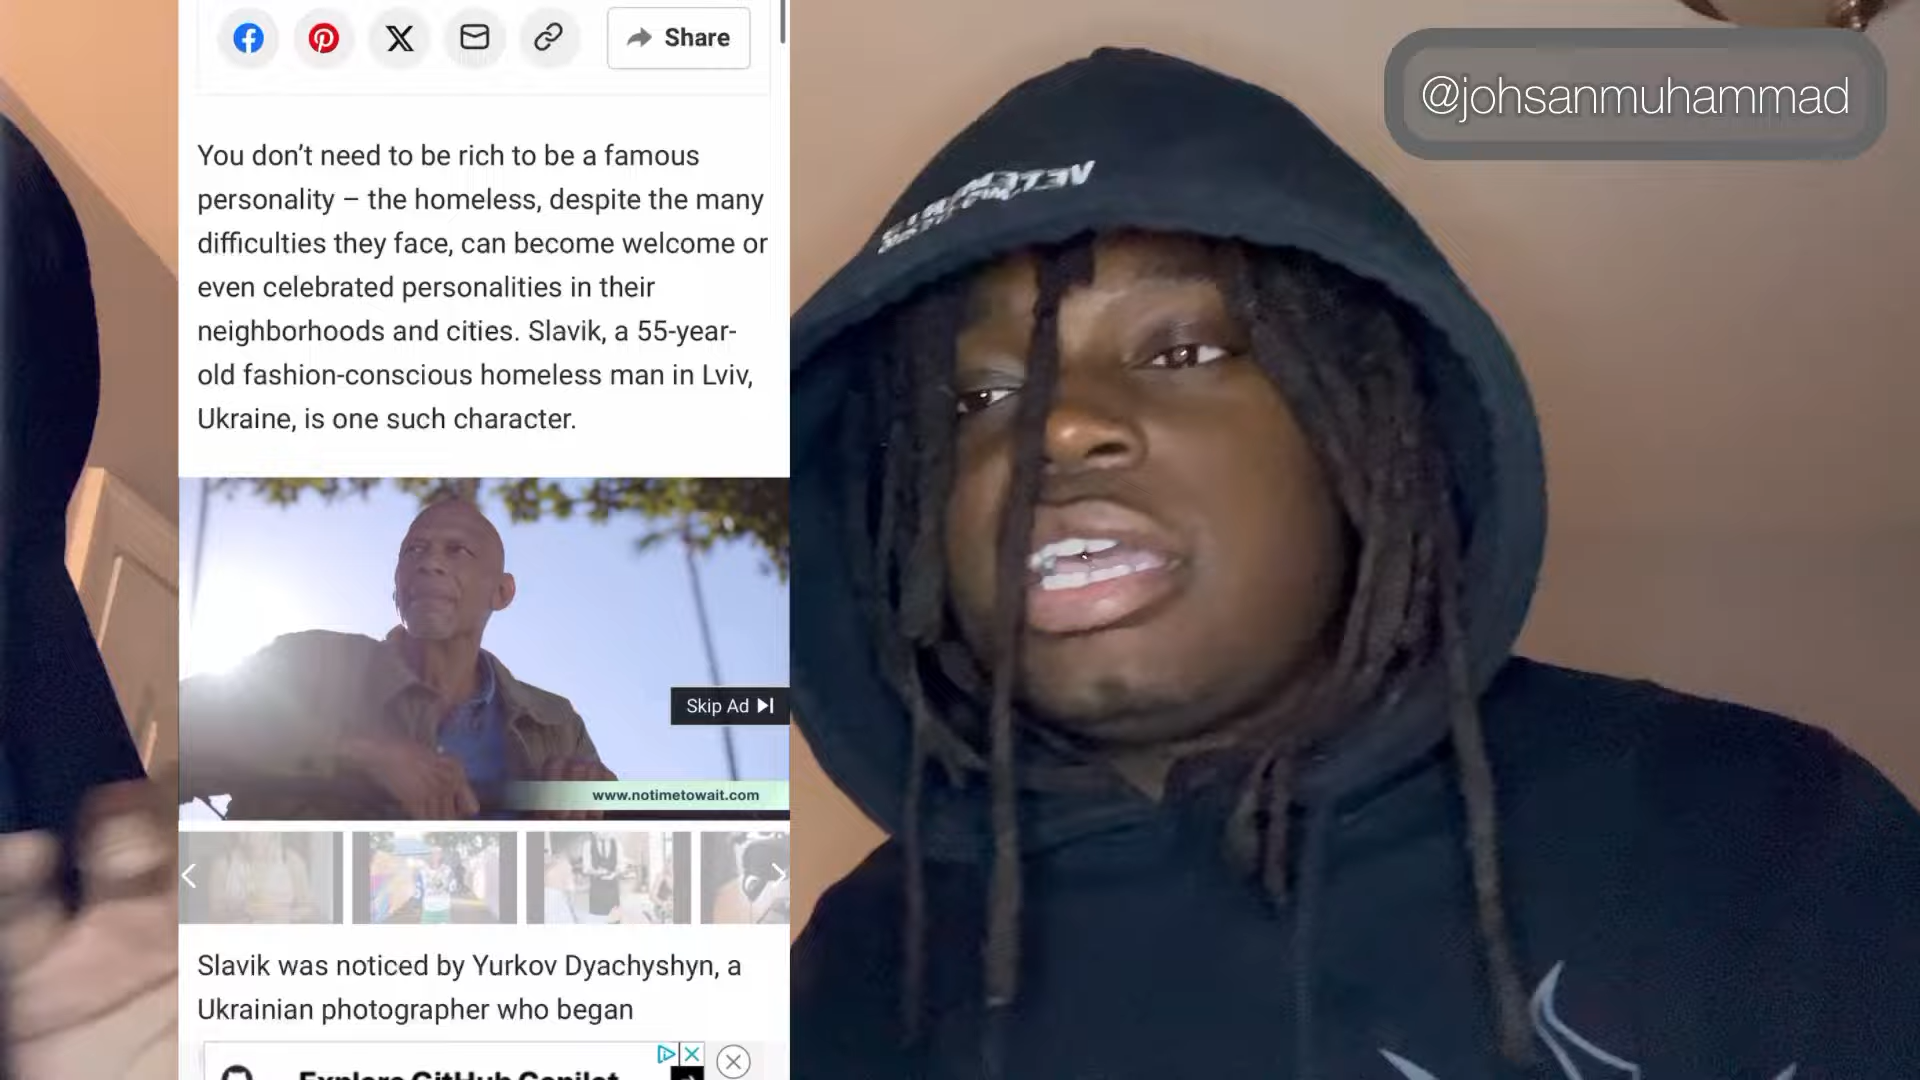 Share
@johsanmuhammad
You don’t need to be rich to be a famous
personality – the homeless, despite the many
difficulties they face, can become welcome or
even celebrated personalities in their
neighborhoods and cities. Slavik, a 55-year-
old fashion-conscious homeless man in Lviv,
Ukraine, is one such character.
Skip Ad
www.notimetowait.com
Slavik was noticed by Yurkov Dyachyshyn, a
Ukrainian photographer who began
Explore GitHub Copilot